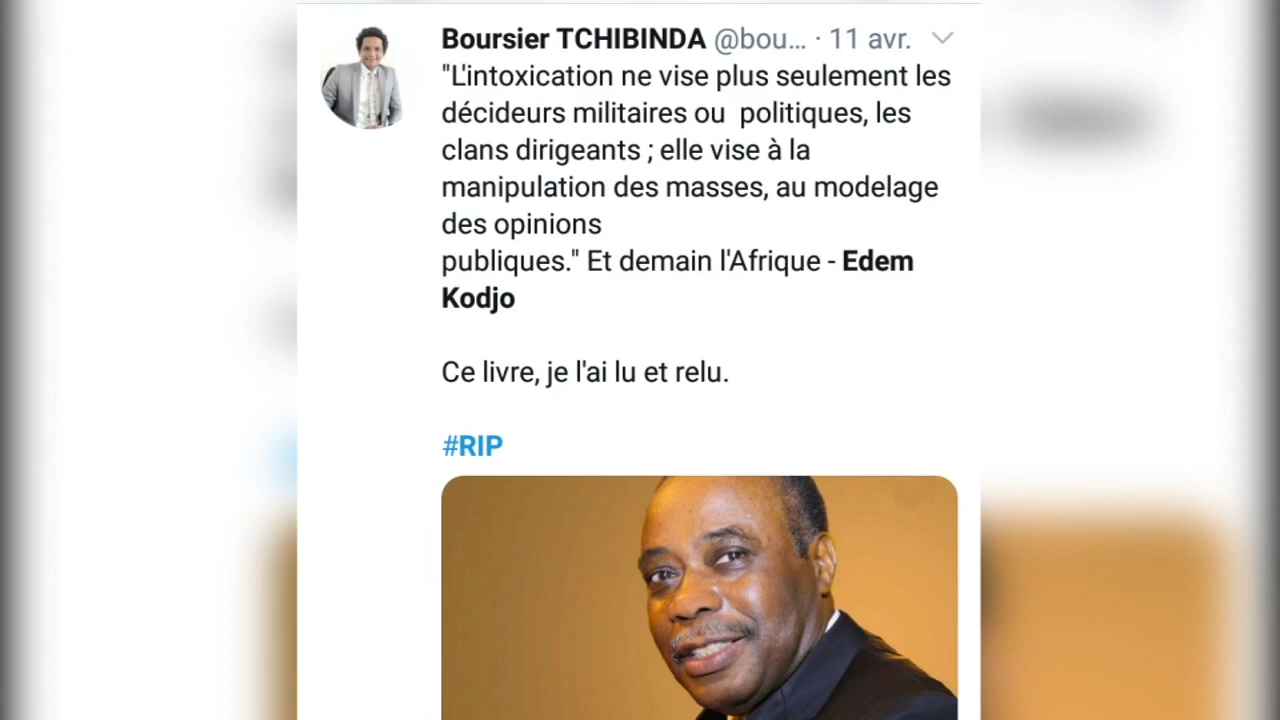 Boursier TCHIBINDA @bou... · 11 avr.
"L'intoxication ne vise plus seulement les
décideurs militaires ou  politiques, les
clans dirigeants ; elle vise à la
manipulation des masses, au modelage
des opinions
publiques." Et demain l'Afrique - Edem
Kodjo
Ce livre, je l'ai lu et relu.
#RIP